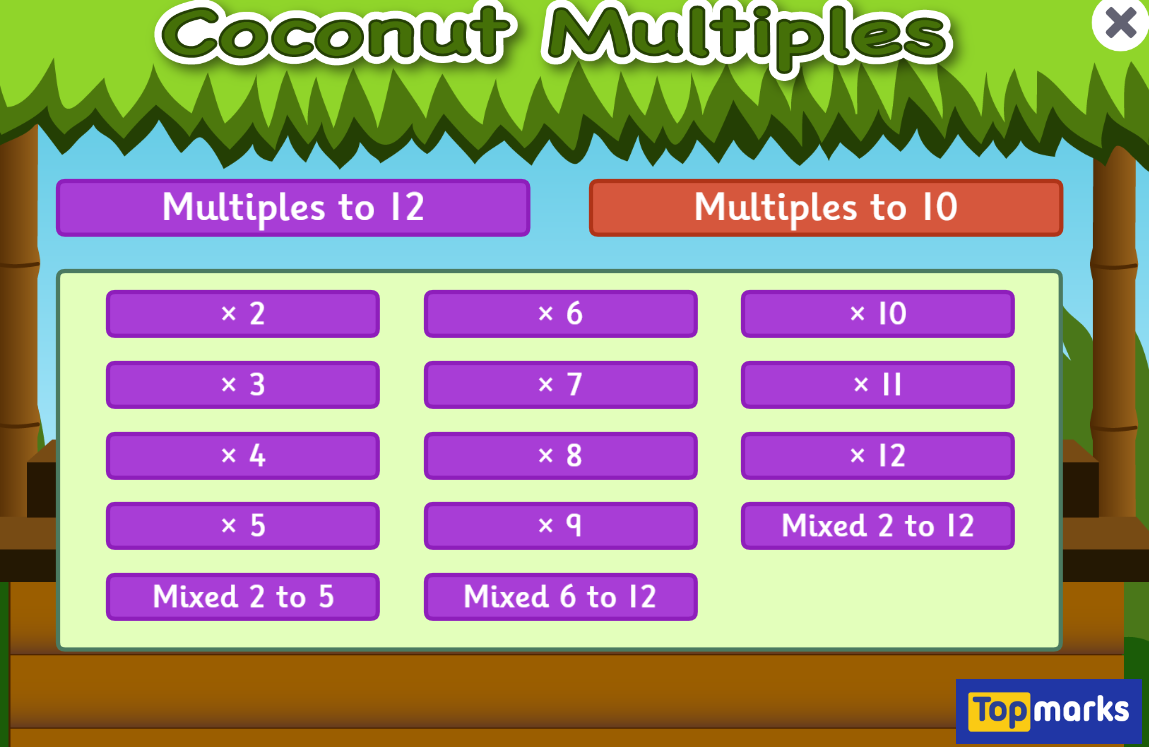 Coconut Multiples
Multiples to 12
Multiples to 10
× 2
× 6
× 10
× 3
× 7
× 11
× 4
× 8
× 12
× 5
× 9
Mixed 2 to 12
Mixed 2 to 5
Mixed 6 to 12
Topmarks